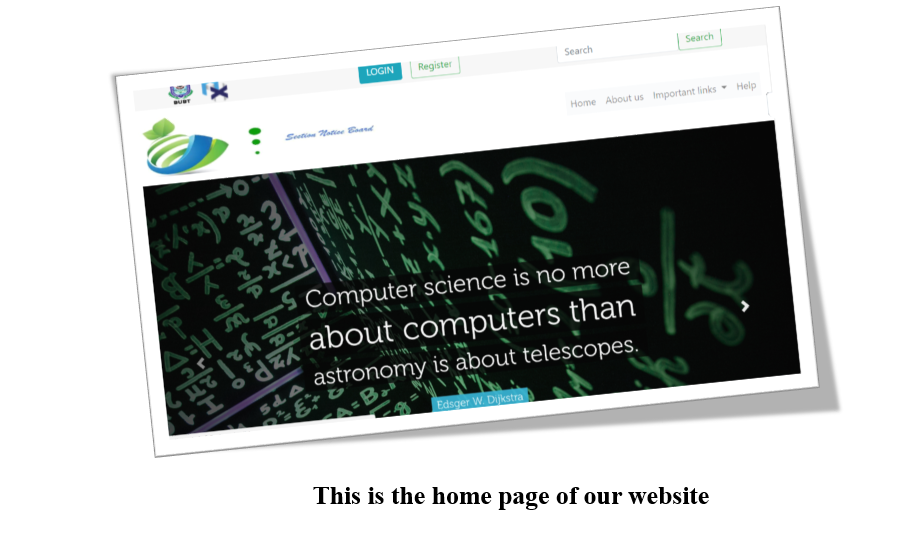 BUBT
LOGIN
Register
Search
Search
Home
About us
Important links
Help
Section Notice Board
Computer science is no more
about computers than
astronomy is about telescopes.
Edsger W. Dijkstra
This is the home page of our website